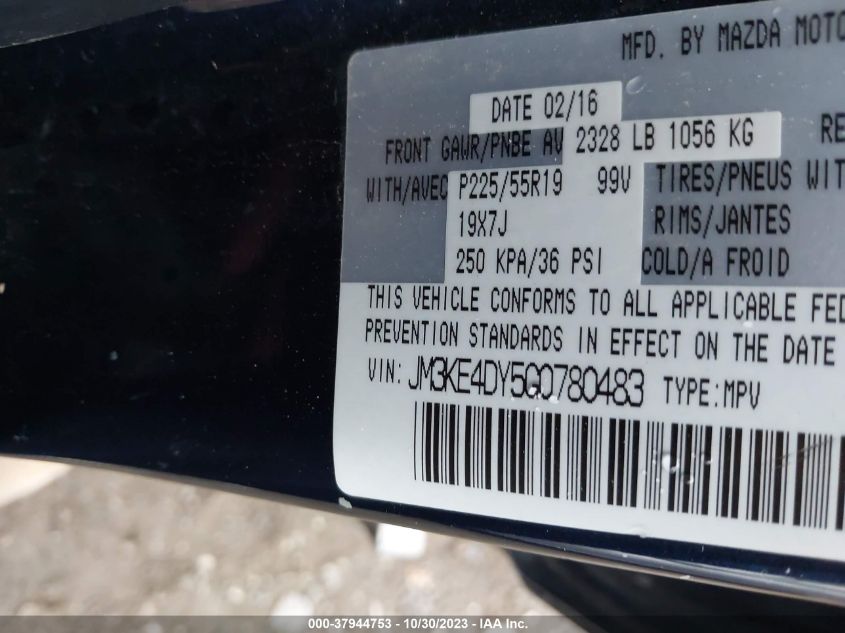 MFD. BY MAZDA MOTO
DATE 02/16
FRONT GAWR/PNBE AV 2328 LB 1056 KG RE
WITH/AVEC P225/55R19 99V TIRES/PNEUS WIT
19X7J RIMS/JANTES
250 KPA/36 PSI COLD/A FROID
THIS VEHICLE CONFORMS TO ALL APPLICABLE FED
PREVENTION STANDARDS IN EFFECT ON THE DATE
VIN: JM3KE4DY5G0780483 TYPE:MPV
000-37944753 - 10/30/2023 - IAA Inc.